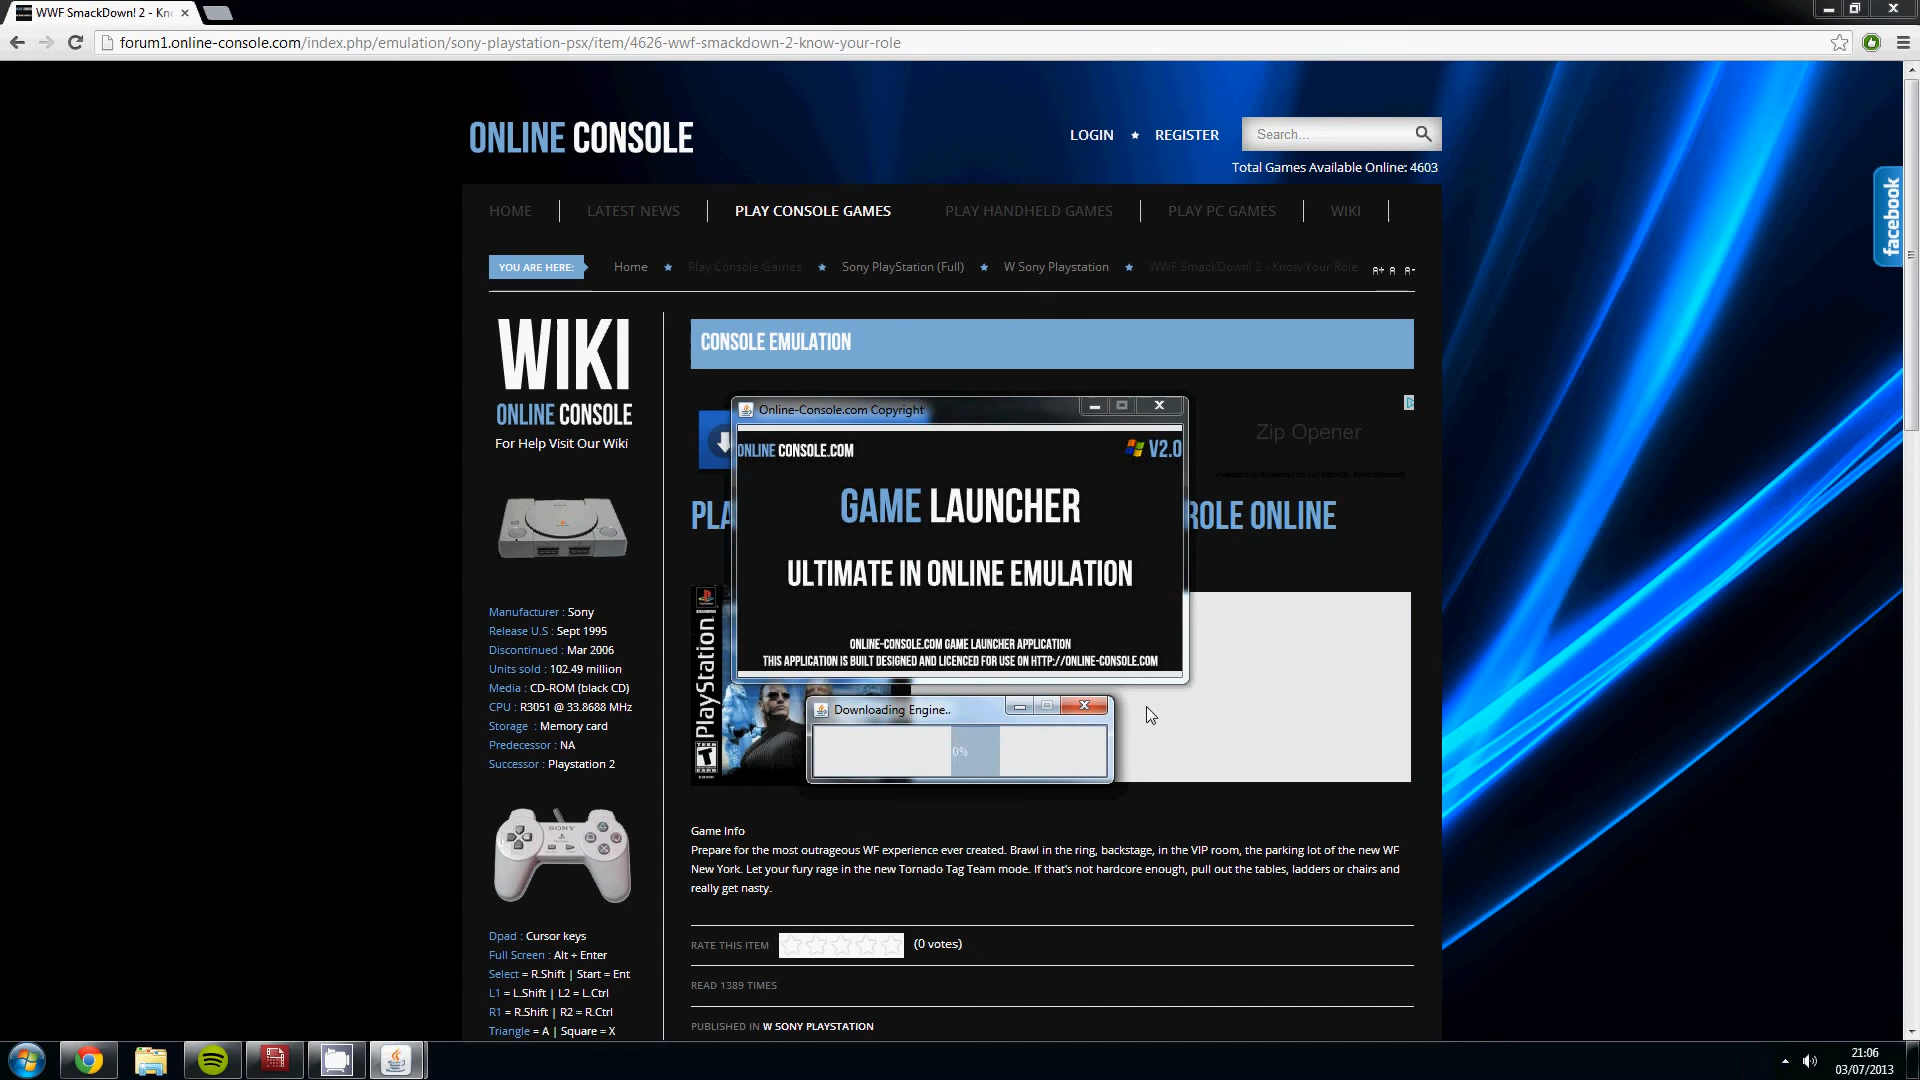 WWF SmackDown! 2 - Kn
forum1.online-console.com/index.php/emulation/sony-playstation-psx/item/4626-wwf-smackdown-2-know-your-role
ONLINE CONSOLE
LOGIN
REGISTER
Search...
Total Games Available Online: 4603
HOME
LATEST NEWS
PLAY CONSOLE GAMES
PLAY HANDHELD GAMES
PLAY PC GAMES
WIKI
facebook
YOU ARE HERE:
Home
Play Console Games
Sony PlayStation (Full)
W Sony Playstation
WWF SmackDown! 2 - Know Your Role
A+ A A-
WIKI
ONLINE CONSOLE
For Help Visit Our Wiki
Manufacturer : Sony
Release U.S : Sept 1995
Discontinued : Mar 2006
Units sold : 102.49 million
Media : CD-ROM (black CD)
CPU : R3051 @ 33.8688 MHz
Storage : Memory card
Predecessor : NA
Successor : Playstation 2
SONY
Dpad : Cursor keys
Full Screen : Alt + Enter
Select = R.Shift | Start = Ent
L1 = L.Shift | L2 = L.Ctrl
R1 = R.Shift | R2 = R.Ctrl
Triangle = A | Square = X
CONSOLE EMULATION
Zip Opener
PLA
ROLE ONLINE
Online-Console.com Copyright
ONLINE CONSOLE.COM
V2.0
GAME LAUNCHER
ULTIMATE IN ONLINE EMULATION
ONLINE-CONSOLE.COM GAME LAUNCHER APPLICATION
THIS APPLICATION IS BUILT DESIGNED AND LICENCED FOR USE ON HTTP://ONLINE-CONSOLE.COM
PlayStation
TEEN
T
ESRB
Downloading Engine..
0%
Game Info
Prepare for the most outrageous WF experience ever created. Brawl in the ring, backstage, in the VIP room, the parking lot of the new WF
New York. Let your fury rage in the new Tornado Tag Team mode. If that's not hardcore enough, pull out the tables, ladders or chairs and
really get nasty.
RATE THIS ITEM
(0 votes)
READ 1389 TIMES
PUBLISHED IN W SONY PLAYSTATION
21:06
03/07/2013